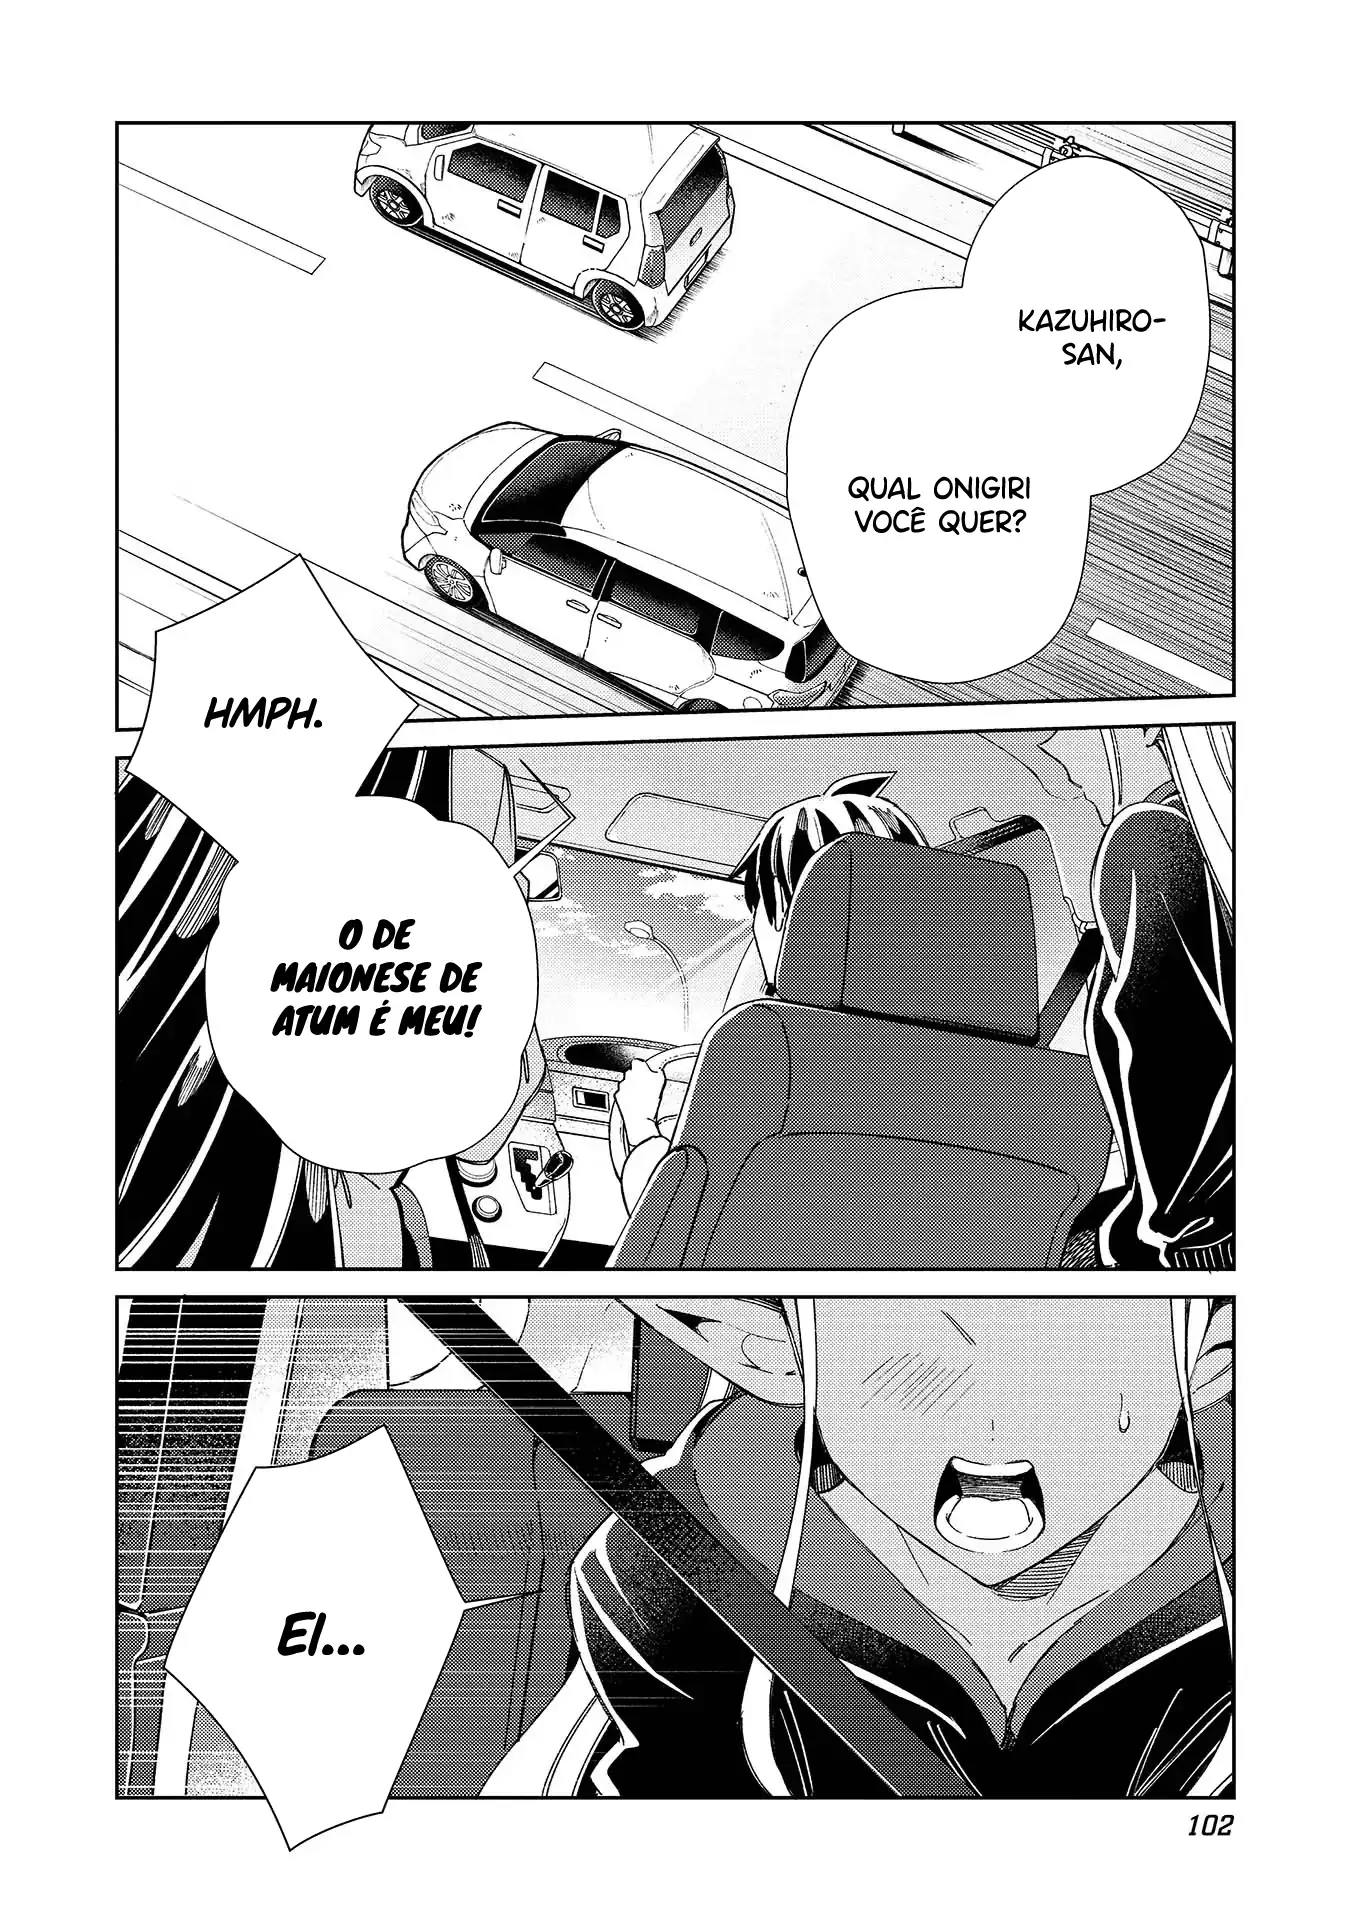 KAZUHIRO-
SAN,
QUAL ONIGIRI
VOCÊ QUER?
HMPH.
O DE
MAIONESE DE
ATUM É MEU!
EI...
102